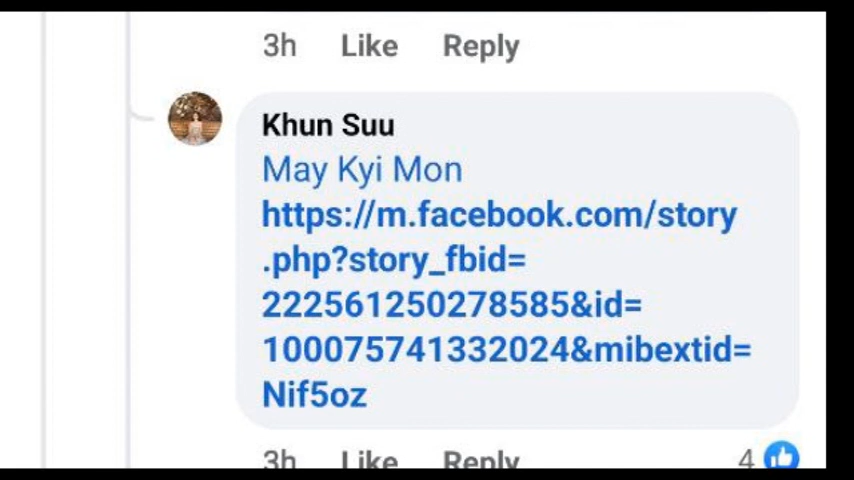 3h Like Reply
Khun Suu
May Kyi Mon
https://m.facebook.com/story
.php?story_fbid=
222561250278585&id=
100075741332024&mibextid=
Nif5oz
3h Like Reply 4